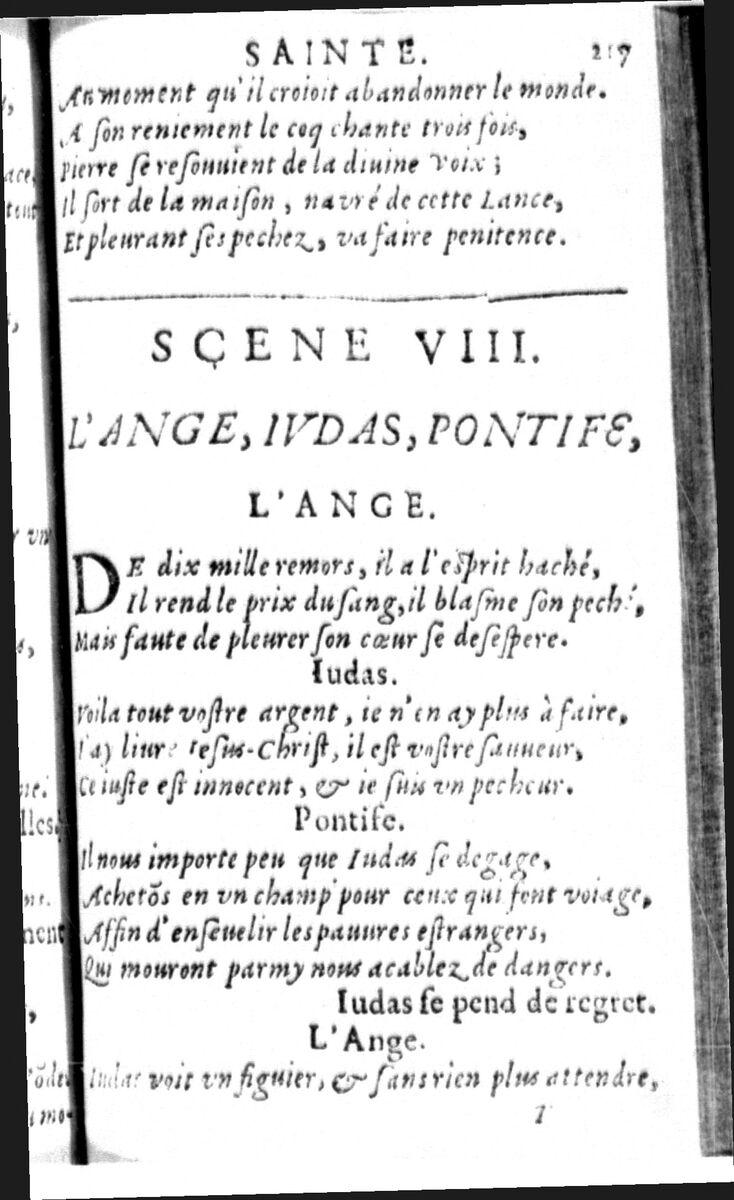 SAINTE. 217
Au moment qu'il croioit abandonner le monde.
A ſon reniement le coq chante trois fois,
Pierre ſe reſouuient de la diuine voix;
Il ſort de la maiſon, navré de cette Lance,
Et pleurant ſes pechez, va faire penitence.
SÇENE VIII.
L'ANGE, IVDAS, PONTIFE,
L'ANGE.
DE dix mille remors, il a l'eſprit haché,
Il rend le prix du ſang, il blaſme ſon peché,
Mais faute de pleurer ſon cœur ſe deſeſpere.
Iudas.
Voila tout voſtre argent, ie n'en ay plus à faire,
I'ay liuré Ieſus-Chriſt, il eſt voſtre ſauueur,
Ce iuſte eſt innocent, & ie ſuis vn pecheur.
Pontife.
Il nous importe peu que Iudas ſe degage,
Achetõs en vn champ pour ceux qui font voiage,
Affin d'enſeuelir les pauures eſtrangers,
Qui mouront parmy nous acablez de dangers.
Iudas ſe pend de regret.
L'Ange.
Iudas voit vn figuier, & ſans rien plus attendre,
T